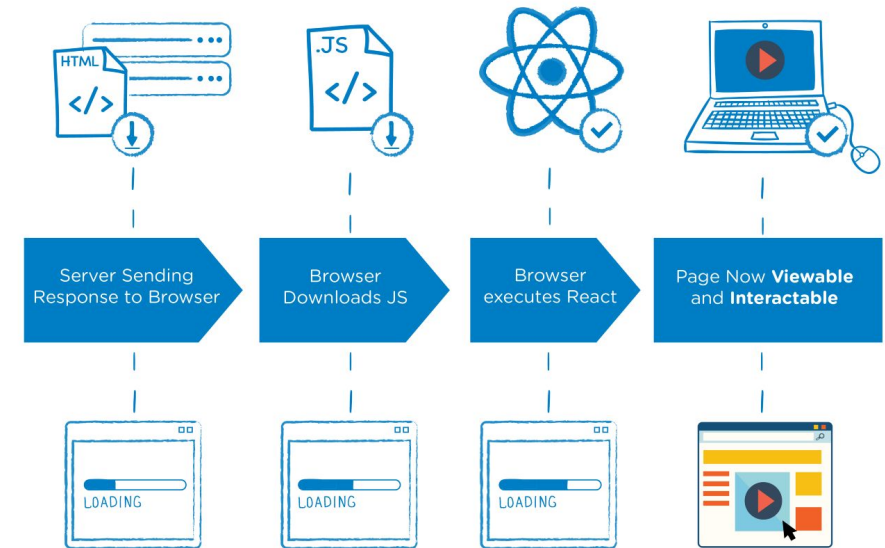 HTML
</>
.JS
</>
Server Sending
Response to Browser
Browser
Downloads JS
Browser
executes React
Page Now Viewable
and Interactable
LOADING
LOADING
LOADING